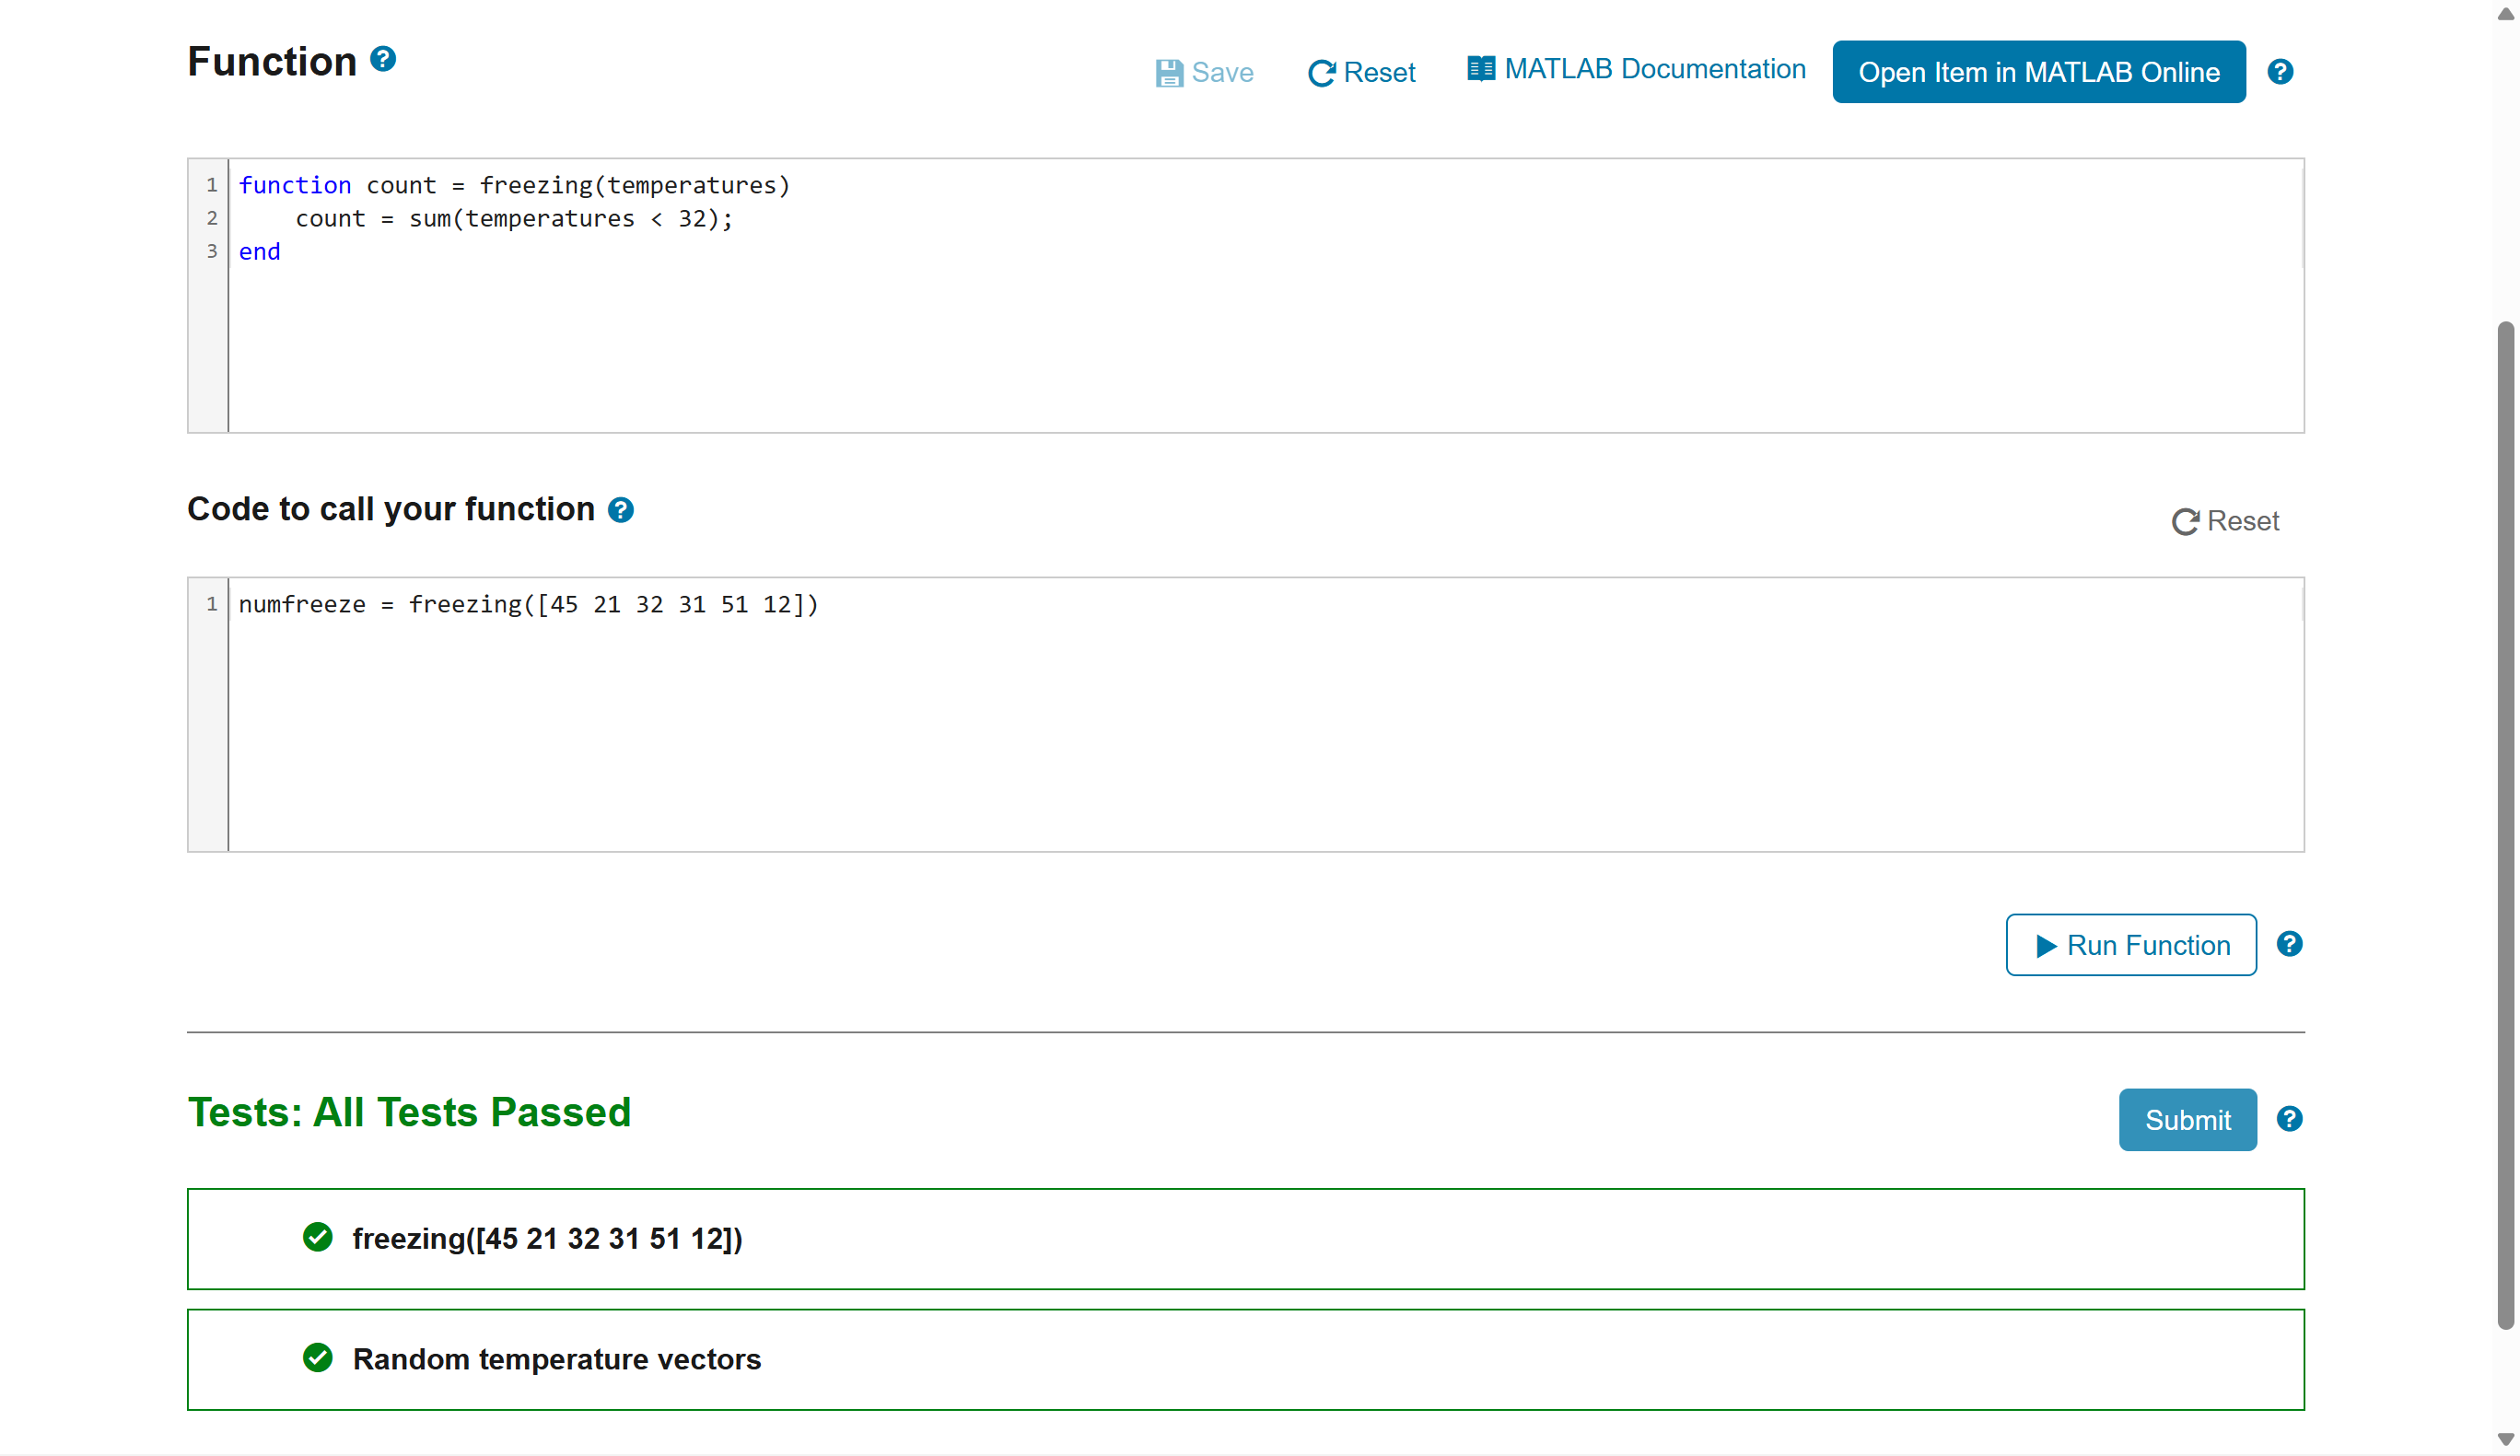 Function
Save Reset MATLAB Documentation Open Item in MATLAB Online
1 function count = freezing(temperatures)
2     count = sum(temperatures < 32);
3 end
Code to call your function
Reset
1 numfreeze = freezing([45 21 32 31 51 12])
Run Function
Tests: All Tests Passed
Submit
freezing([45 21 32 31 51 12])
Random temperature vectors